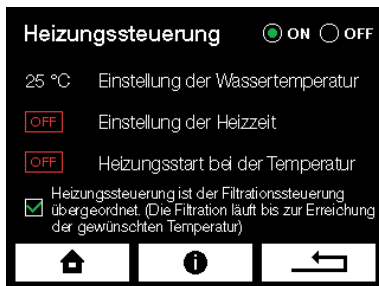 Heizungssteuerung ON OFF
25 °C Einstellung der Wassertemperatur
OFF Einstellung der Heizzeit
OFF Heizungsstart bei der Temperatur
Heizungssteuerung ist der Filtrationssteuerung
übergeordnet. (Die Filtration läuft bis zur Erreichung
der gewünschten Temperatur)